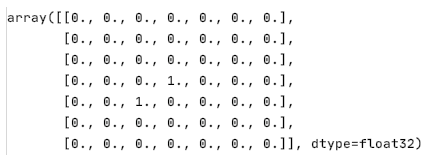 array([[0., 0., 0., 0., 0., 0., 0.],
[0., 0., 0., 0., 0., 0., 0.],
[0., 0., 0., 0., 0., 0., 0.],
[0., 0., 0., 1., 0., 0., 0.],
[0., 0., 1., 0., 0., 0., 0.],
[0., 0., 0., 0., 0., 0., 0.],
[0., 0., 0., 0., 0., 0., 0.]], dtype=float32)